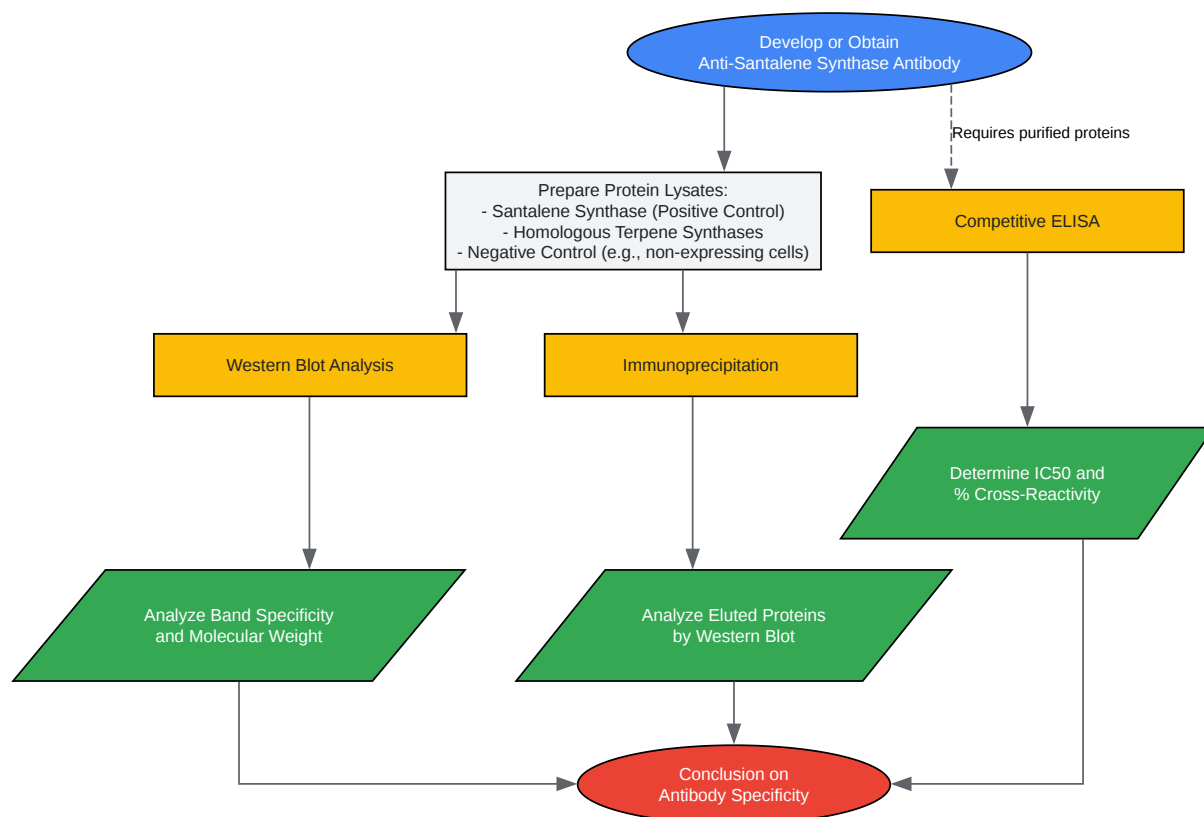 Develop or Obtain
Anti-Santalene Synthase Antibody
Requires purified proteins
Prepare Protein Lysates:
- Santalene Synthase (Positive Control)
- Homologous Terpene Synthases
- Negative Control (e.g., non-expressing cells)
Competitive ELISA
Western Blot Analysis
Immunoprecipitation
Determine IC50 and
% Cross-Reactivity
Analyze Band Specificity
and Molecular Weight
Analyze Eluted Proteins
by Western Blot
Conclusion on
Antibody Specificity